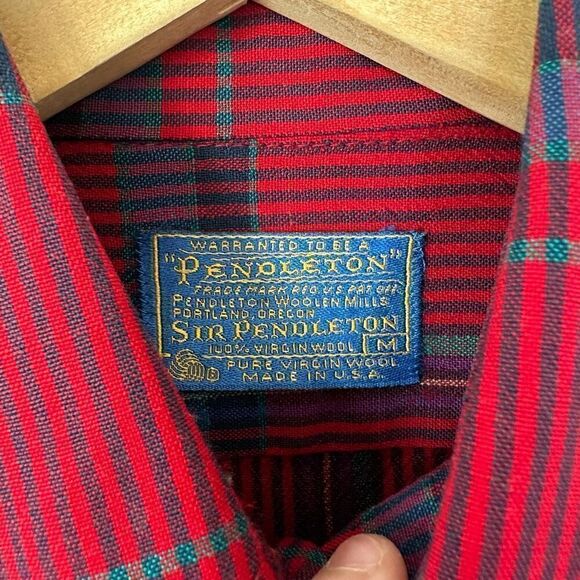 WARRANTED TO BE A
"PENDLETON"
TRADE MARK REG. U.S. PAT. OFF.
PENDLETON WOOLEN MILLS
PORTLAND, OREGON
SIR PENDLETON
100% VIRGIN WOOL M
PURE VIRGIN WOOL
MADE IN U.S.A.